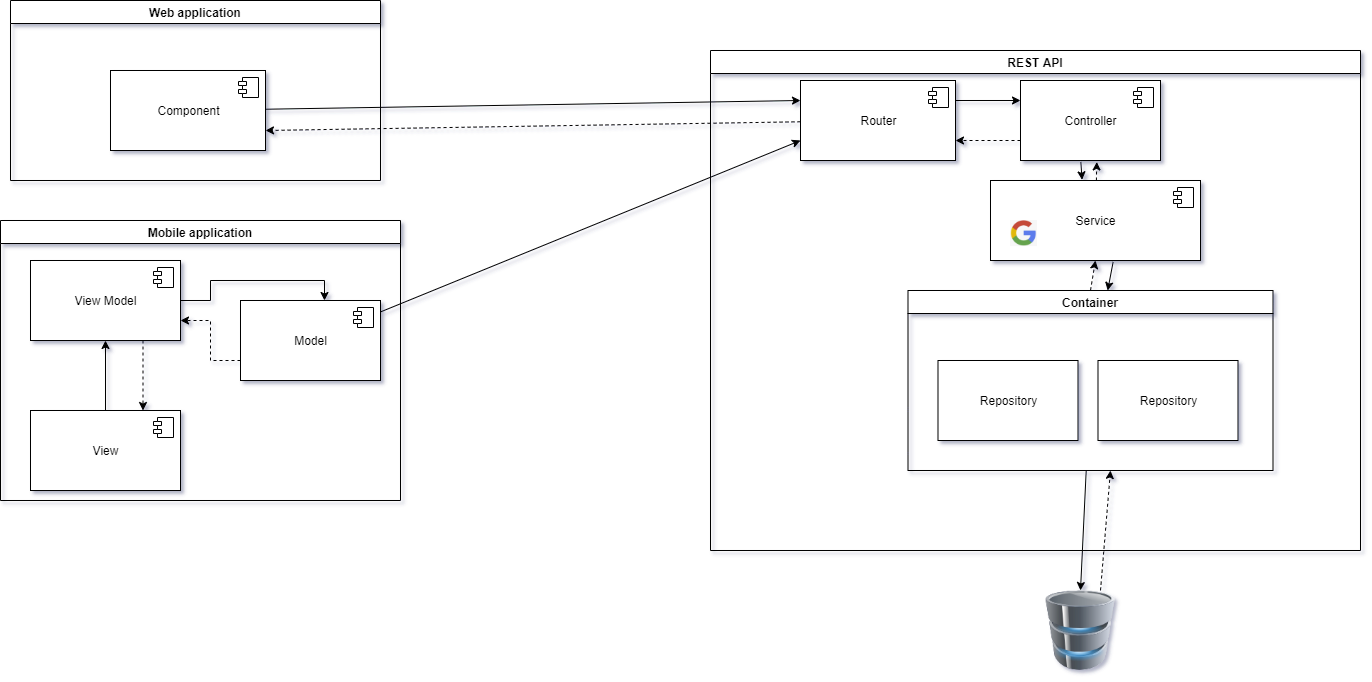 Web application
Component
Mobile application
View Model
Model
View
REST API
Router
Controller
Service
Container
Repository
Repository